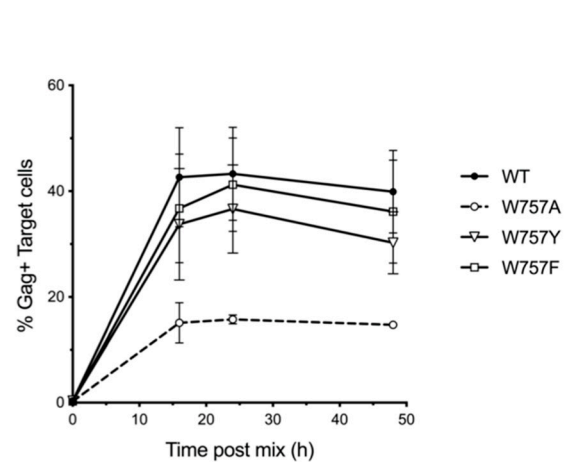 60
40
20
0
% Gag+ Target cells
0 10 20 30 40 50
Time post mix (h)
WT
W757A
W757Y
W757F